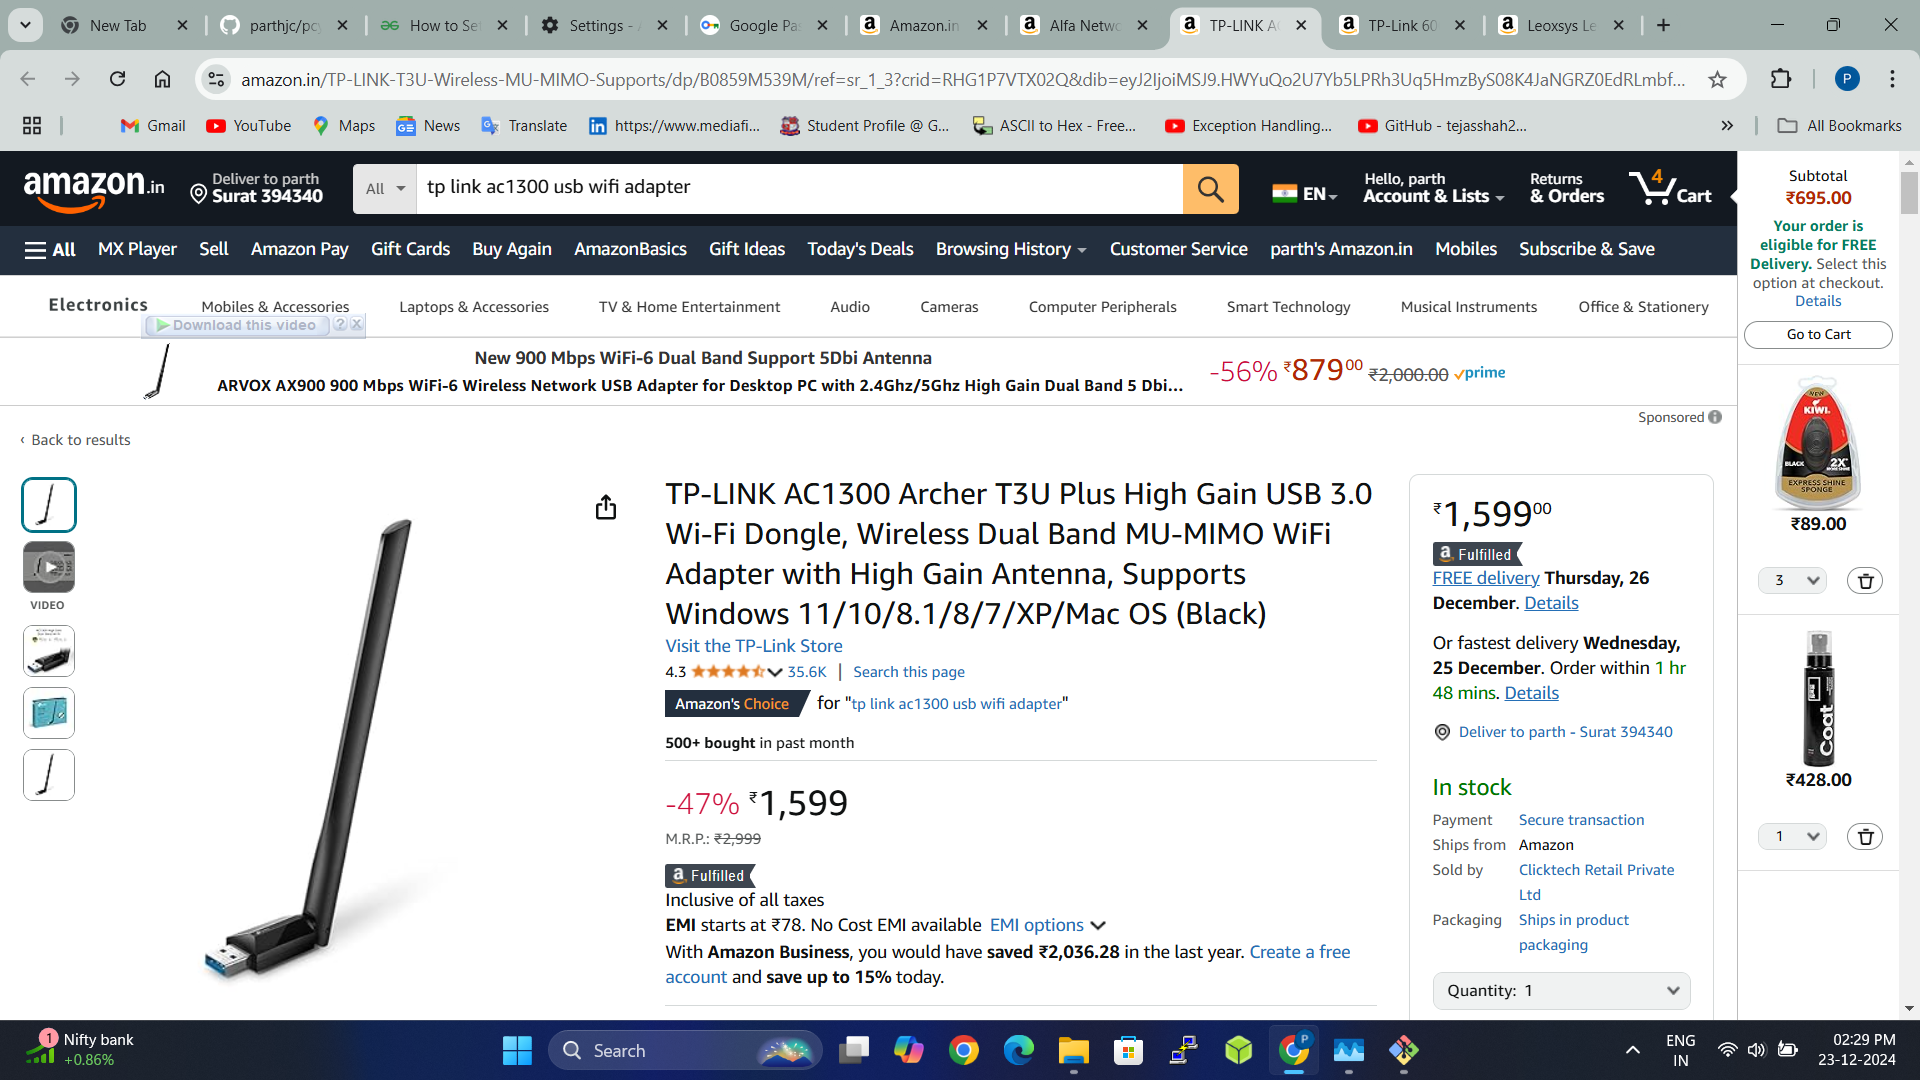 New Tab
parthjc/pc
How to Se
Settings - A
Google Pa
Amazon.in
Alfa Netwo
TP-LINK A
TP-Link 60
Leoxsys Le
amazon.in/TP-LINK-T3U-Wireless-MU-MIMO-Supports/dp/B0859M539M/ref=sr_1_3?crid=RHG1P7VTX02Q&dib=eyJ2IjoiMSJ9.HWYuQo2U7Yb5LPRh3Uq5HmzByS08K4JaNGRZ0EdRLmbf...
P
Gmail
YouTube
Maps
News
Translate
https://www.mediafi...
Student Profile @ G...
ASCII to Hex - Free...
Exception Handling...
GitHub - tejasshah2...
All Bookmarks
amazon.in
Deliver to parth
Surat 394340
All
tp link ac1300 usb wifi adapter
EN
Hello, parth
Account & Lists
Returns
& Orders
4
Cart
All
MX Player
Sell
Amazon Pay
Gift Cards
Buy Again
AmazonBasics
Gift Ideas
Today's Deals
Browsing History
Customer Service
parth's Amazon.in
Mobiles
Subscribe & Save
Electronics
Mobiles & Accessories
Laptops & Accessories
TV & Home Entertainment
Audio
Cameras
Computer Peripherals
Smart Technology
Musical Instruments
Office & Stationery
Download this video ? X
New 900 Mbps WiFi-6 Dual Band Support 5Dbi Antenna
ARVOX AX900 900 Mbps WiFi-6 Wireless Network USB Adapter for Desktop PC with 2.4Ghz/5Ghz High Gain Dual Band 5 Dbi...
-56% ₹87900 ₹2,000.00 prime
Sponsored
‹ Back to results
VIDEO
TP-LINK AC1300 Archer T3U Plus High Gain USB 3.0
Wi-Fi Dongle, Wireless Dual Band MU-MIMO WiFi
Adapter with High Gain Antenna, Supports
Windows 11/10/8.1/8/7/XP/Mac OS (Black)
Visit the TP-Link Store
4.3 35.6K | Search this page
Amazon's Choice for "tp link ac1300 usb wifi adapter"
500+ bought in past month
-47% ₹1,599
M.R.P.: ₹2,999
a Fulfilled
Inclusive of all taxes
EMI starts at ₹78. No Cost EMI available EMI options
With Amazon Business, you would have saved ₹2,036.28 in the last year. Create a free
account and save up to 15% today.
₹1,59900
a Fulfilled
FREE delivery Thursday, 26
December. Details
Or fastest delivery Wednesday,
25 December. Order within 1 hr
48 mins. Details
Deliver to parth - Surat 394340
In stock
Payment Secure transaction
Ships from Amazon
Sold by Clicktech Retail Private
Ltd
Packaging Ships in product
packaging
Quantity: 1
Subtotal
₹695.00
Your order is
eligible for FREE
Delivery. Select this
option at checkout.
Details
Go to Cart
NEW
KIWI
BLACK 2X
EXPRESS SHINE
SPONGE
₹89.00
3
Coat
₹428.00
1
1
Nifty bank
+0.86%
Search
P
ENG
IN
02:29 PM
23-12-2024